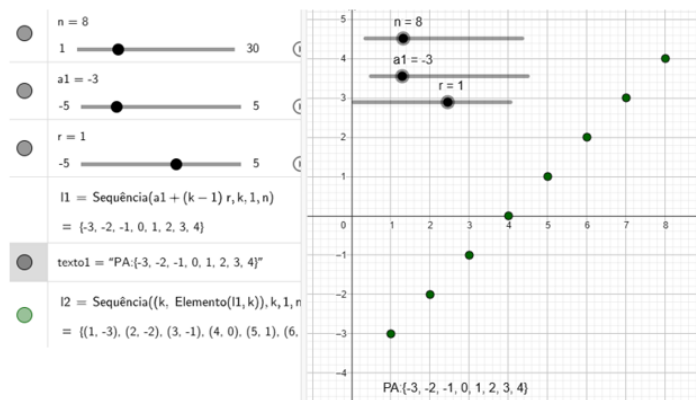 n = 8
1 30
a1 = -3
-5 5
r = 1
-5 5
l1 = Sequência(a1 + (k − 1) r, k, 1, n)
= {-3, -2, -1, 0, 1, 2, 3, 4}
texto1 = "PA:{-3, -2, -1, 0, 1, 2, 3, 4}"
l2 = Sequência((k, Elemento(l1, k)), k, 1, n
= {(1, -3), (2, -2), (3, -1), (4, 0), (5, 1), (6,
n = 8
a1 = -3
r = 1
5
4
3
2
1
0 1 2 3 4 5 6 7 8
−1
−2
−3
−4
PA:{-3, -2, -1, 0, 1, 2, 3, 4}